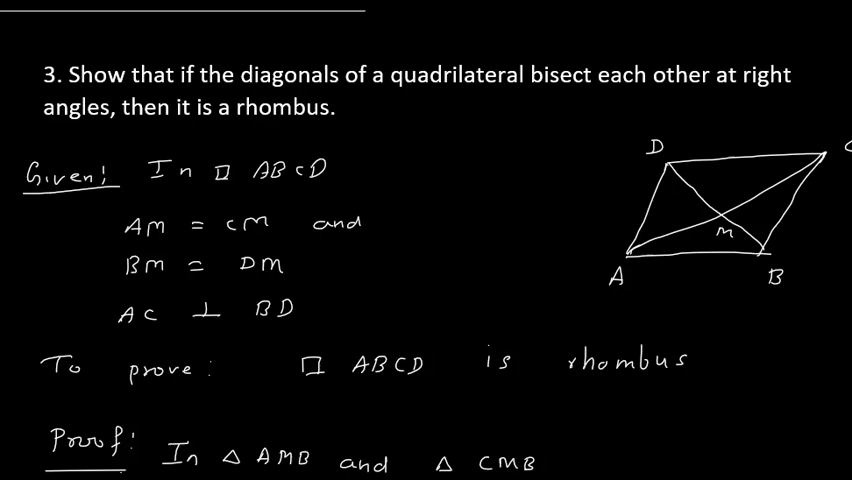 3. Show that if the diagonals of a quadrilateral bisect each other at right
angles, then it is a rhombus.
Given: In □ ABCD
AM = CM and
BM = DM
AC ⊥ BD
To prove: □ ABCD is rhombus
Proof: In △ AMB and △ CMB
D
C
M
A
B